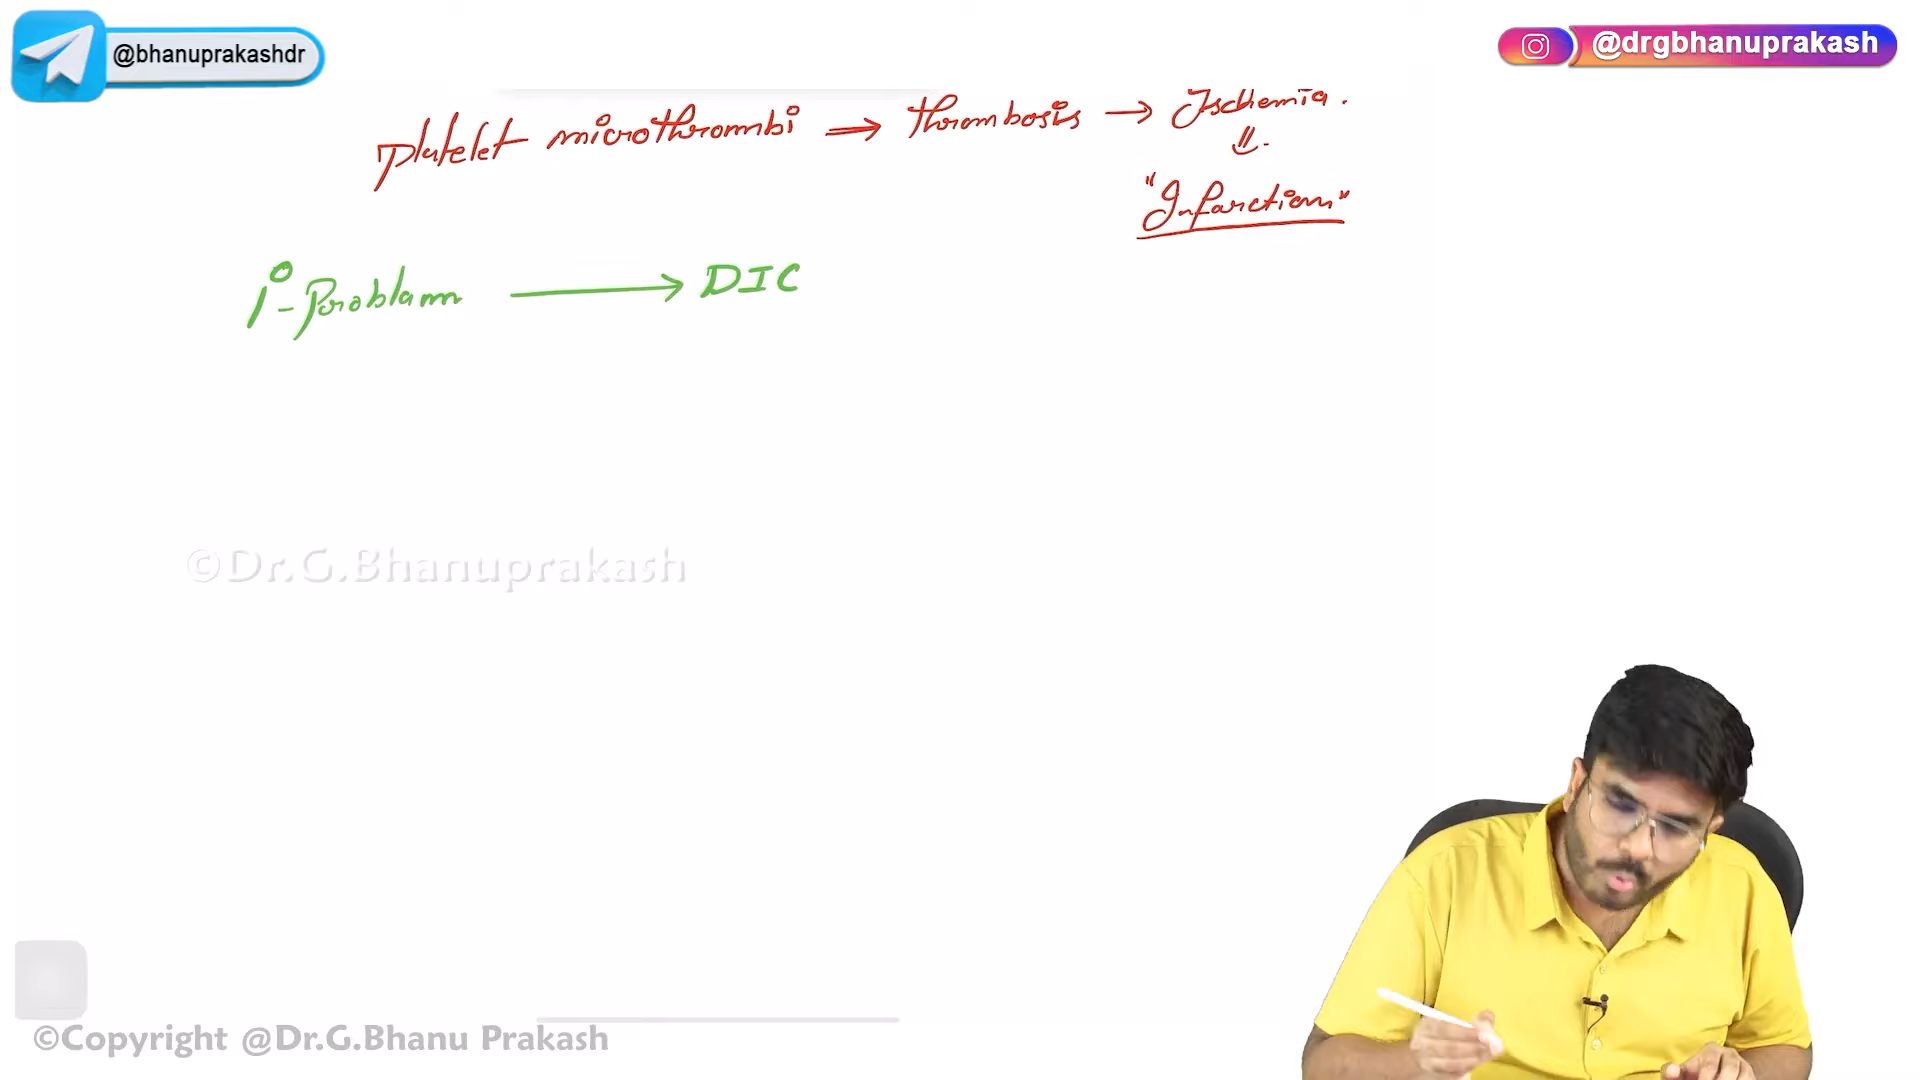 @bhanuprakashdr
@drgbhanuprakash
Platelet microthrombi → thrombosis → Ischemia.
"Infarction"
1°-Problem → DIC
©Dr.G.Bhanuprakash
©Copyright @Dr.G.Bhanu Prakash